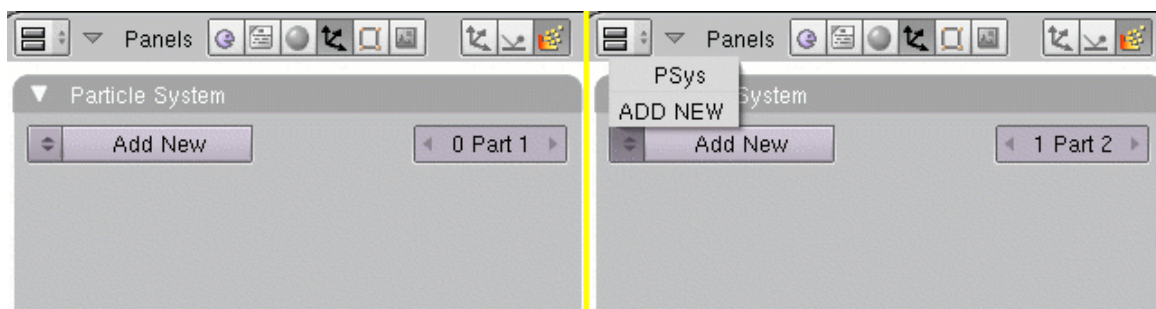 Panels
Particle System
Add New
0 Part 1
Panels
PSys
System
ADD NEW
Add New
1 Part 2